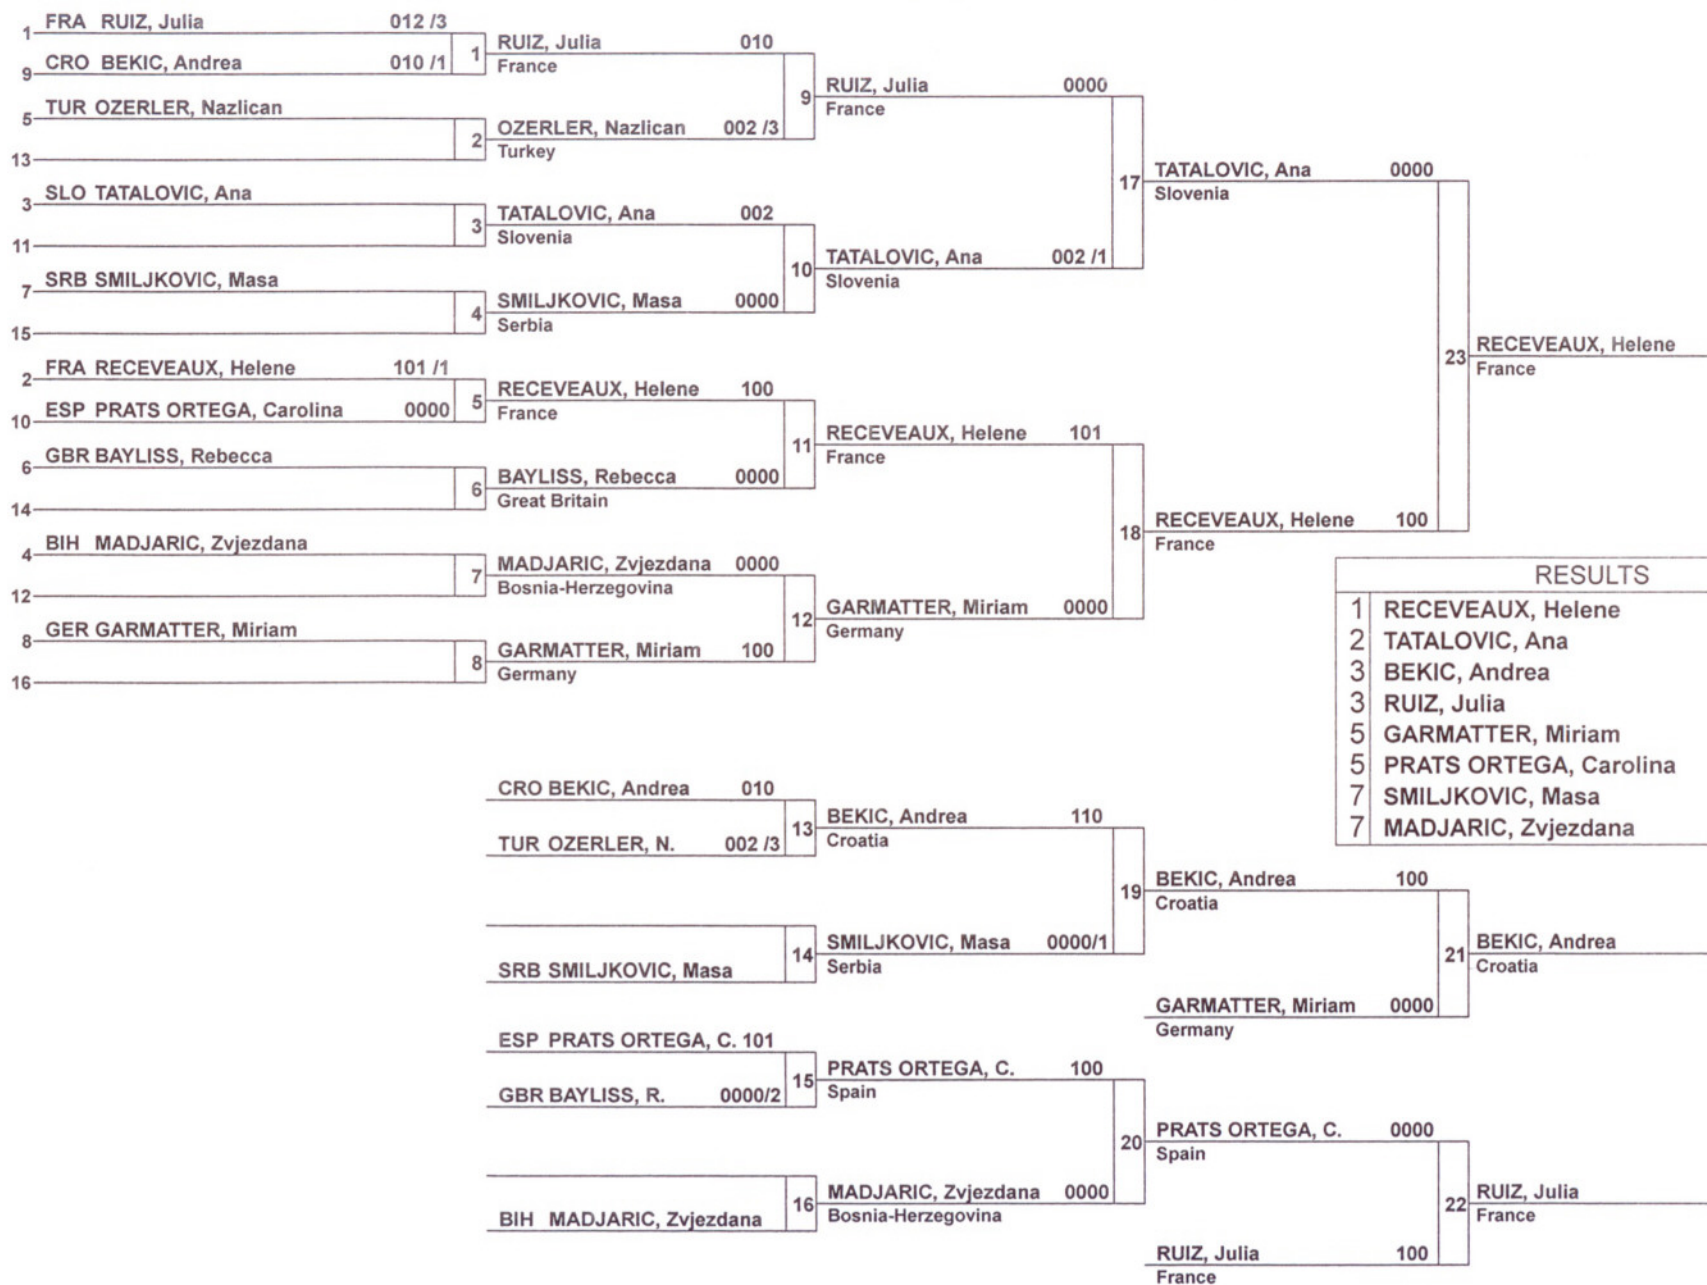 1 FRA RUIZ, Julia 012 /3
9 CRO BEKIC, Andrea 010 /1
1
5 TUR OZERLER, Nazlican
13
2
3 SLO TATALOVIC, Ana
11
3
7 SRB SMILJKOVIC, Masa
15
4
2 FRA RECEVEAUX, Helene 101 /1
10 ESP PRATS ORTEGA, Carolina 0000
5
6 GBR BAYLISS, Rebecca
14
6
4 BIH MADJARIC, Zvjezdana
12
7
8 GER GARMATTER, Miriam
16
8
RUIZ, Julia 010
France
OZERLER, Nazlican 002 /3
Turkey
9
TATALOVIC, Ana 002
Slovenia
SMILJKOVIC, Masa 0000
Serbia
10
RECEVEAUX, Helene 100
France
BAYLISS, Rebecca 0000
Great Britain
11
MADJARIC, Zvjezdana 0000
Bosnia-Herzegovina
GARMATTER, Miriam 100
Germany
12
RUIZ, Julia 0000
France
TATALOVIC, Ana 002 /1
Slovenia
17
RECEVEAUX, Helene 101
France
GARMATTER, Miriam 0000
Germany
18
TATALOVIC, Ana 0000
Slovenia
RECEVEAUX, Helene 100
France
23
RECEVEAUX, Helene
France
RESULTS
1 RECEVEAUX, Helene
2 TATALOVIC, Ana
3 BEKIC, Andrea
3 RUIZ, Julia
5 GARMATTER, Miriam
5 PRATS ORTEGA, Carolina
7 SMILJKOVIC, Masa
7 MADJARIC, Zvjezdana
CRO BEKIC, Andrea 010
TUR OZERLER, N. 002 /3
13
SRB SMILJKOVIC, Masa
14
ESP PRATS ORTEGA, C. 101
GBR BAYLISS, R. 0000/2
15
BIH MADJARIC, Zvjezdana
16
BEKIC, Andrea 110
Croatia
SMILJKOVIC, Masa 0000/1
Serbia
19
PRATS ORTEGA, C. 100
Spain
MADJARIC, Zvjezdana 0000
Bosnia-Herzegovina
20
BEKIC, Andrea 100
Croatia
GARMATTER, Miriam 0000
Germany
21
PRATS ORTEGA, C. 0000
Spain
RUIZ, Julia 100
France
22
BEKIC, Andrea
Croatia
RUIZ, Julia
France